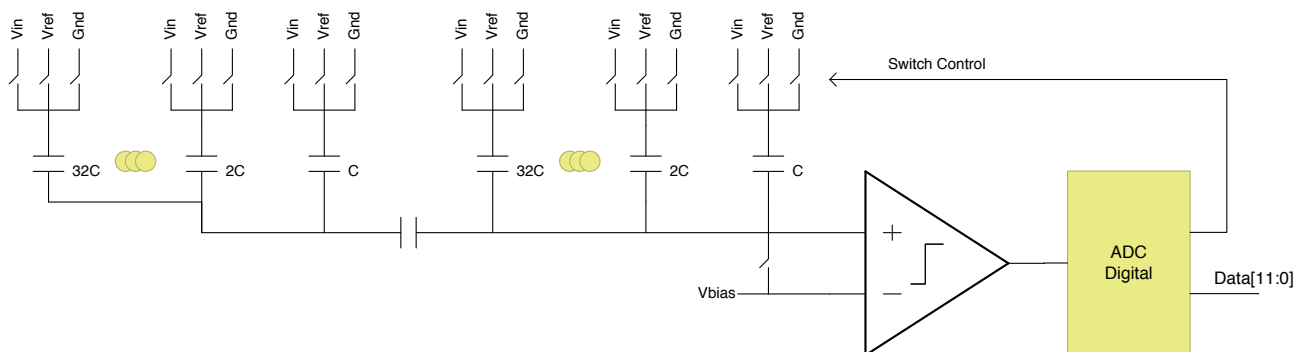 Vin Vref Gnd Vin Vref Gnd Vin Vref Gnd Vin Vref Gnd Vin Vref Gnd Vin Vref Gnd
Switch Control
32C 2C C 32C 2C C
+
ADC
Digital
Data[11:0]
Vbias
−